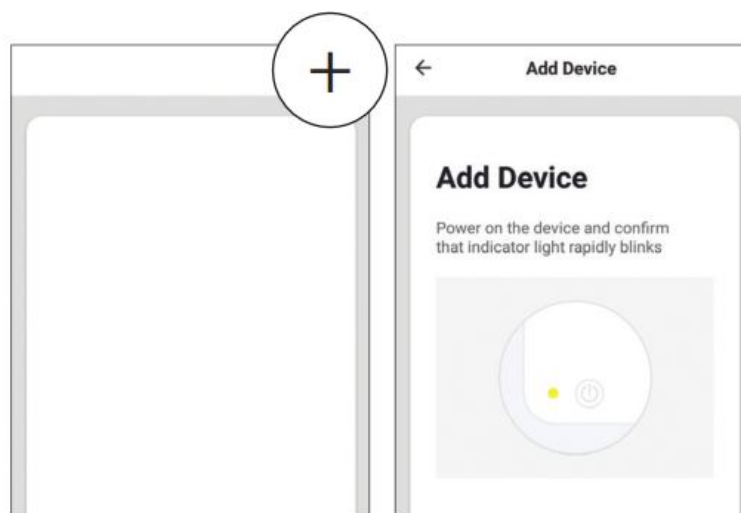 +
Add Device
Add Device
Power on the device and confirm
that indicator light rapidly blinks